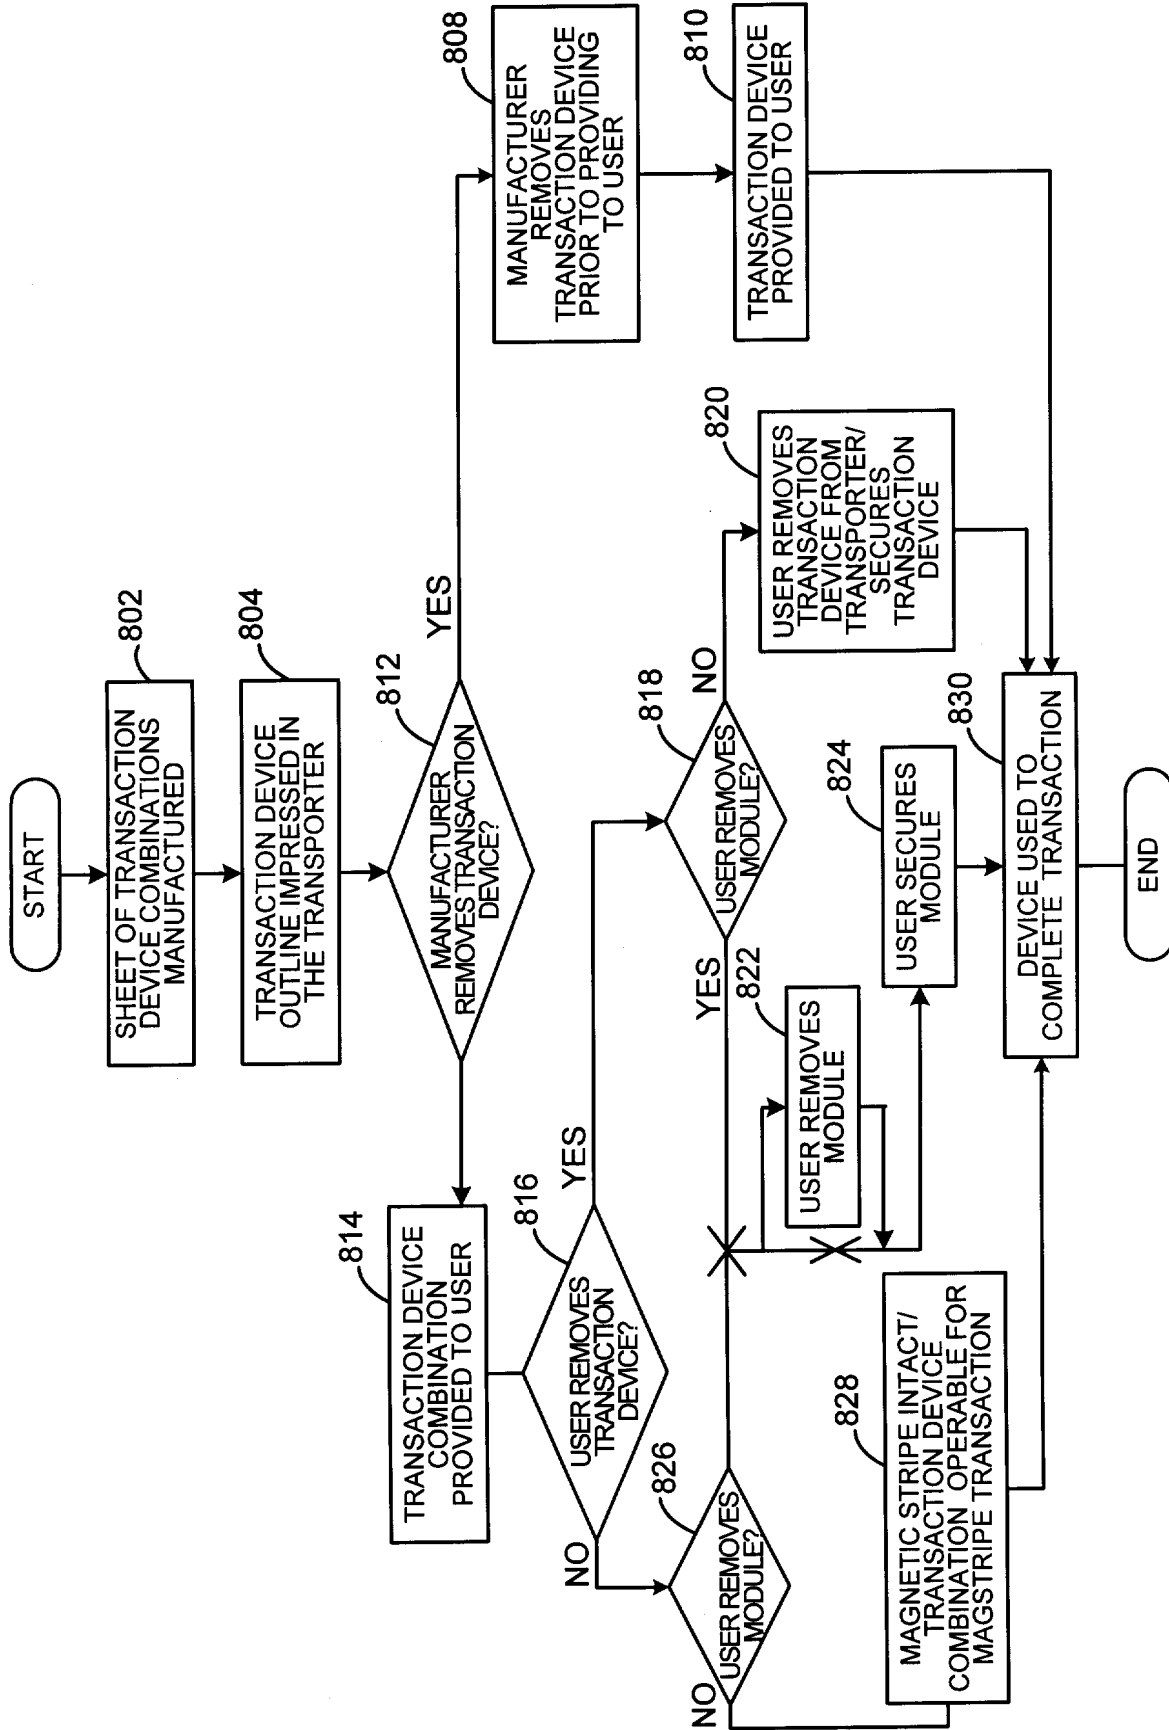 START
802
SHEET OF TRANSACTION
DEVICE COMBINATIONS
MANUFACTURED
804
TRANSACTION DEVICE
OUTLINE IMPRESSED IN
THE TRANSPORTER
812
MANUFACTURER
REMOVES TRANSACTION
DEVICE?
YES
808
MANUFACTURER
REMOVES
TRANSACTION DEVICE
PRIOR TO PROVIDING
TO USER
810
TRANSACTION DEVICE
PROVIDED TO USER
814
TRANSACTION DEVICE
COMBINATION
PROVIDED TO USER
816
USER REMOVES
TRANSACTION
DEVICE?
YES
NO
818
USER REMOVES
MODULE?
NO
YES
820
USER REMOVES
TRANSACTION
DEVICE FROM
TRANSPORTER/
SECURES
TRANSACTION
DEVICE
826
USER REMOVES
MODULE?
NO
822
USER REMOVES
MODULE
824
USER SECURES
MODULE
828
MAGNETIC STRIPE INTACT/
TRANSACTION DEVICE
COMBINATION OPERABLE FOR
MAGSTRIPE TRANSACTION
830
DEVICE USED TO
COMPLETE TRANSACTION
END